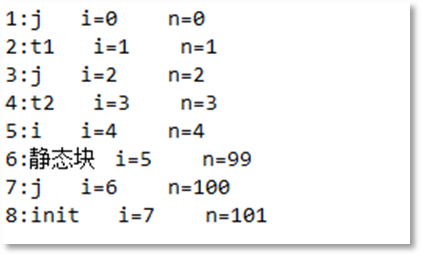 1:j   i=0    n=0
2:t1   i=1    n=1
3:j   i=2    n=2
4:t2   i=3    n=3
5:i   i=4    n=4
6:静态块   i=5    n=99
7:j   i=6    n=100
8:init   i=7    n=101